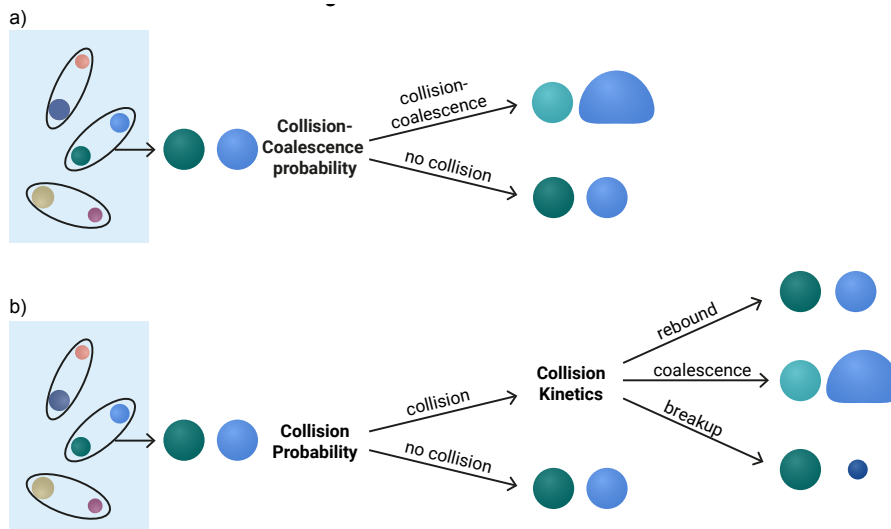 a)
Collision-
Coalescence
probability
collision-
coalescence
no collision
b)
Collision
Probability
collision
no collision
Collision
Kinetics
rebound
coalescence
breakup